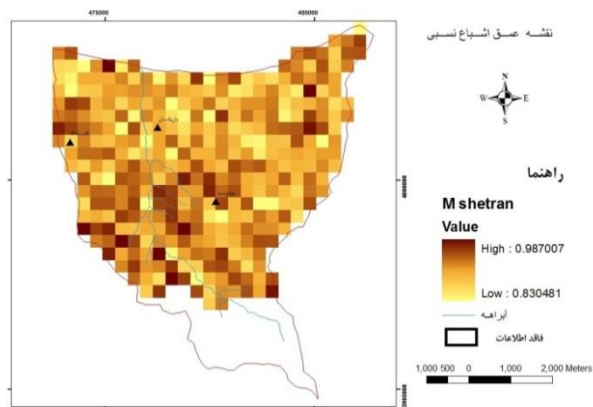 475000 480000
نقشه عمق اشباع نسبی
N
W E
S
راهنما
M shetran
Value
High : 0.987007
Low : 0.830481
آبراهه
فاقد اطلاعات
1,000 500 0 1,000 2,000 Meters